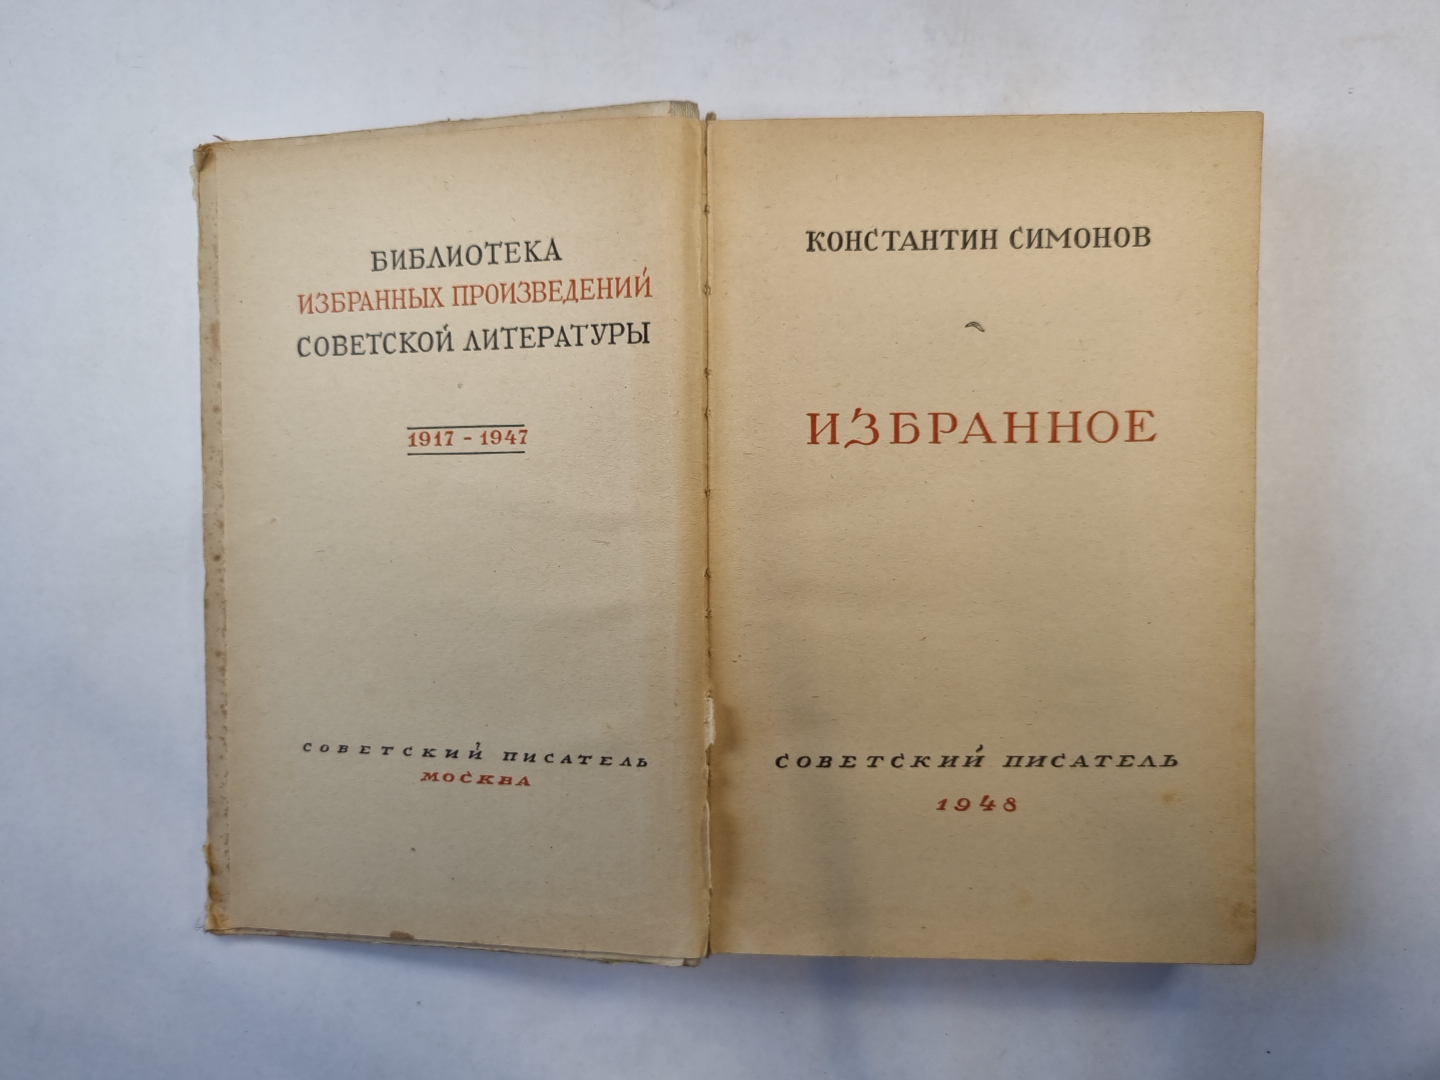 БИБЛИОТЕКА
ИЗБРАННЫХ ПРОИЗВЕДЕНИЙ
СОВЕТСКОЙ ЛИТЕРАТУРЫ
1917 - 1947
СОВЕТСКИЙ ПИСАТЕЛЬ
МОСКВА
КОНСТАНТИН СИМОНОВ
ИЗБРАННОЕ
СОВЕТСКИЙ ПИСАТЕЛЬ
1948